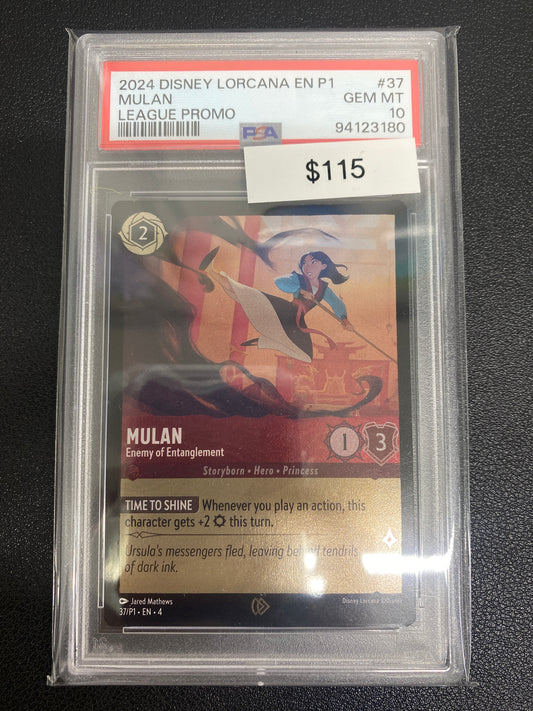 2024 DISNEY LORCANA EN P1 #37
MULAN GEM MT
LEAGUE PROMO 10
PSA 94123180
$115
2
MULAN
Enemy of Entanglement
1 3
Storyborn • Hero • Princess
TIME TO SHINE Whenever you play an action, this
character gets +2 this turn.
Ursula's messengers fled, leaving behind tendrils
of dark ink.
Jared Mathews
37/P1 • EN • 4
Disney Lorcana